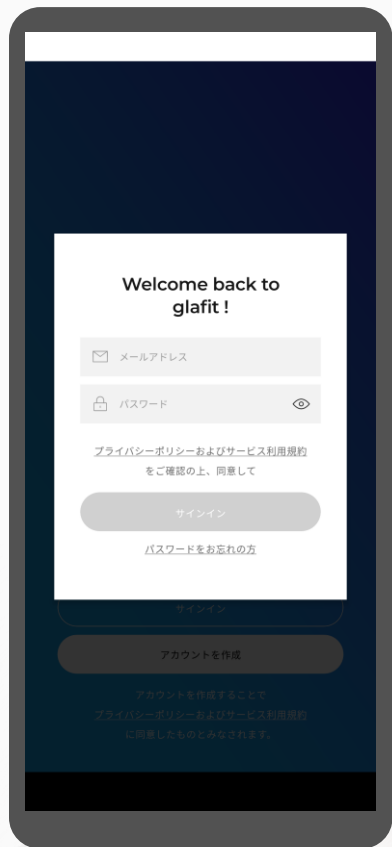 Welcome back to
glafit !
メールアドレス
パスワード
プライバシーポリシーおよびサービス利用規約
をご確認の上、同意して
サインイン
パスワードをお忘れの方
サインイン
アカウントを作成
アカウントを作成することで
プライバシーポリシーおよびサービス利用規約
に同意したものとみなされます。